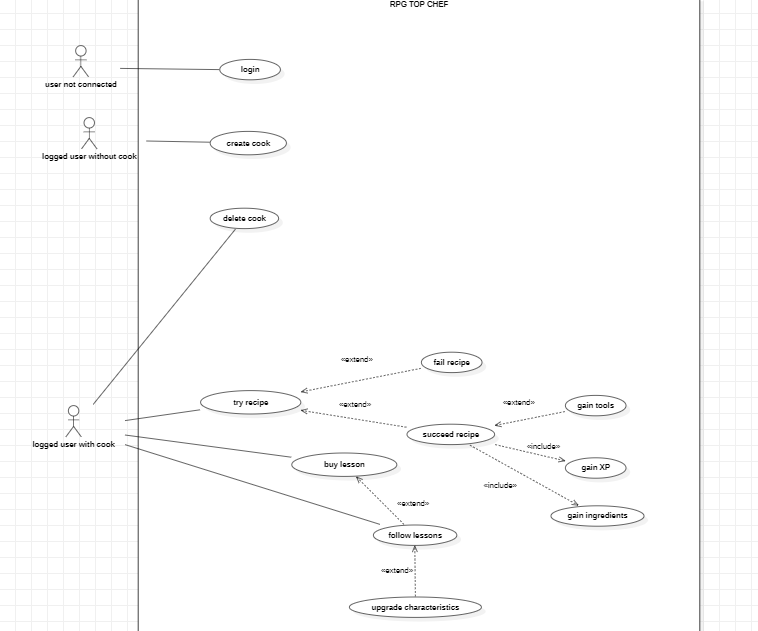 RPG TOP CHEF
user not connected
login
logged user without cook
create cook
delete cook
«extend»
fail recipe
try recipe
«extend»
«extend»
gain tools
succeed recipe
logged user with cook
«include»
buy lesson
gain XP
«include»
«extend»
gain ingredients
follow lessons
«extend»
upgrade characteristics